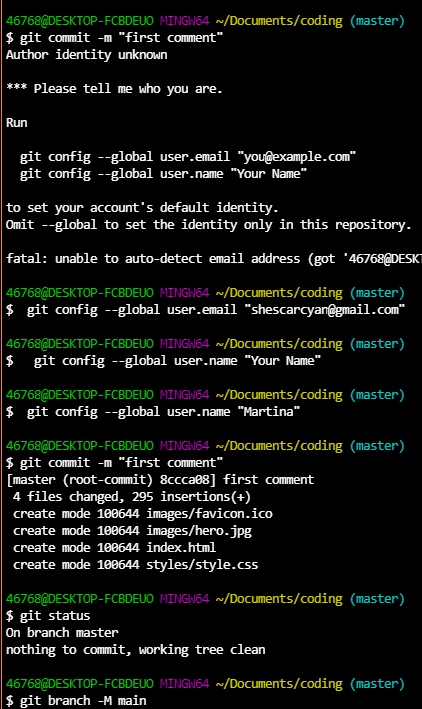 46768@DESKTOP-FCBDEUO MINGW64 ~/Documents/coding (master)
$ git commit -m "first comment"
Author identity unknown
*** Please tell me who you are.
Run
git config --global user.email "you@example.com"
git config --global user.name "Your Name"
to set your account's default identity.
Omit --global to set the identity only in this repository.
fatal: unable to auto-detect email address (got '46768@DESKT
46768@DESKTOP-FCBDEUO MINGW64 ~/Documents/coding (master)
$  git config --global user.email "shescarcyan@gmail.com"
46768@DESKTOP-FCBDEUO MINGW64 ~/Documents/coding (master)
$   git config --global user.name "Your Name"
46768@DESKTOP-FCBDEUO MINGW64 ~/Documents/coding (master)
$  git config --global user.name "Martina"
46768@DESKTOP-FCBDEUO MINGW64 ~/Documents/coding (master)
$ git commit -m "first comment"
[master (root-commit) 8ccca08] first comment
4 files changed, 295 insertions(+)
create mode 100644 images/favicon.ico
create mode 100644 images/hero.jpg
create mode 100644 index.html
create mode 100644 styles/style.css
46768@DESKTOP-FCBDEUO MINGW64 ~/Documents/coding (master)
$ git status
On branch master
nothing to commit, working tree clean
46768@DESKTOP-FCBDEUO MINGW64 ~/Documents/coding (master)
$ git branch -M main